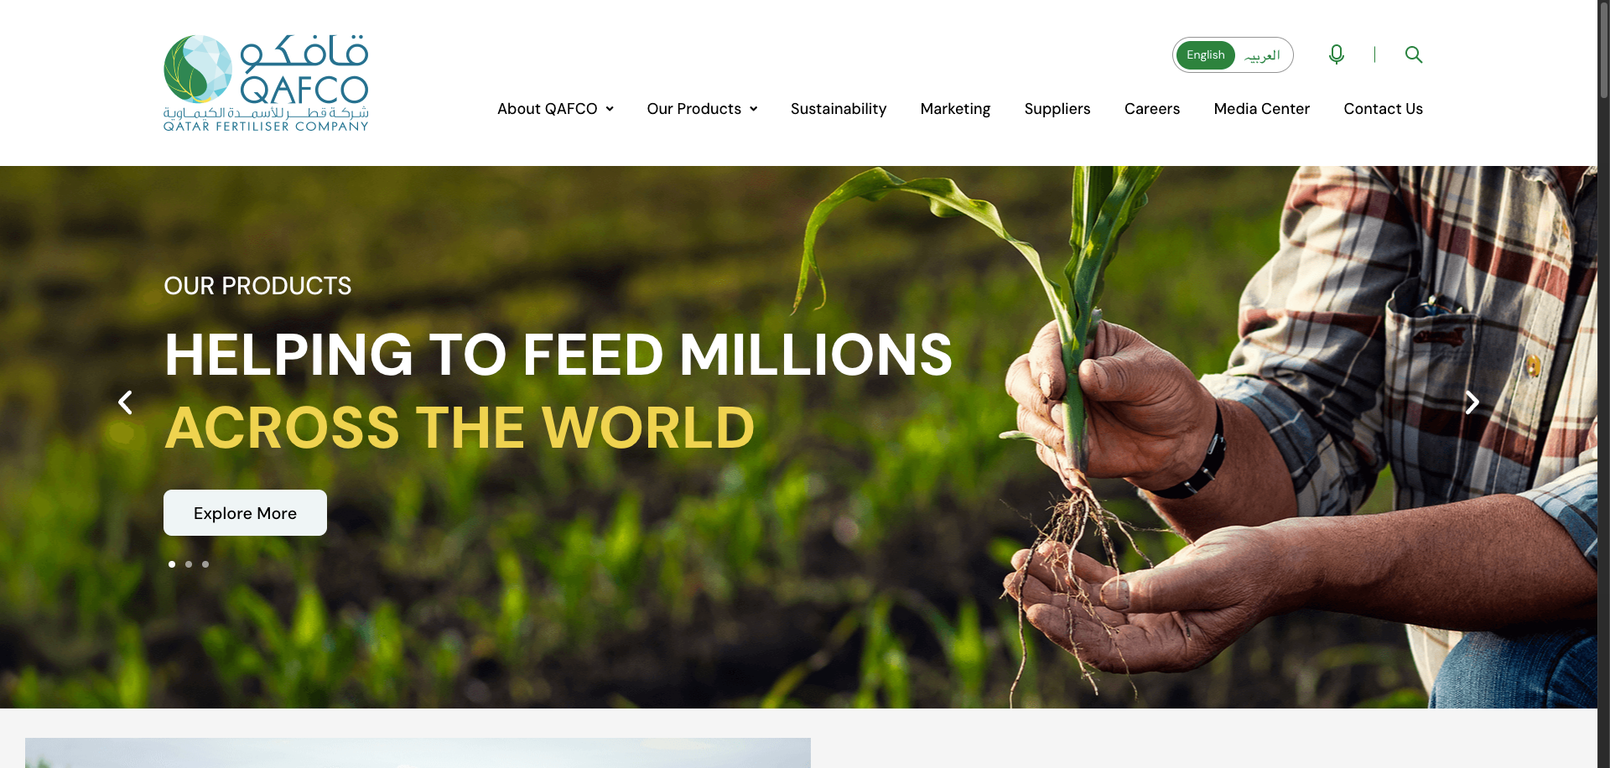 قافكو
QAFCO
شركة قطر للأسمدة الكيماوية
QATAR FERTILISER COMPANY
English العربية
About QAFCO Our Products Sustainability Marketing Suppliers Careers Media Center Contact Us
OUR PRODUCTS
HELPING TO FEED MILLIONS
ACROSS THE WORLD
Explore More